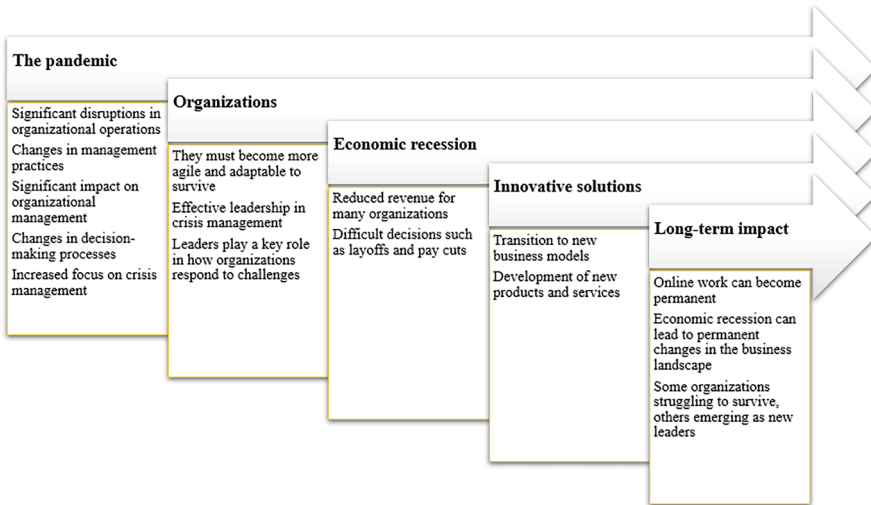 The pandemic
Significant disruptions in
organizational operations
Changes in management
practices
Significant impact on
organizational
management
Changes in decision-
making processes
Increased focus on crisis
management
Organizations
They must become more
agile and adaptable to
survive
Effective leadership in
crisis management
Leaders play a key role
in how organizations
respond to challenges
Economic recession
Reduced revenue for
many organizations
Difficult decisions such
as layoffs and pay cuts
Innovative solutions
Transition to new
business models
Development of new
products and services
Long-term impact
Online work can become
permanent
Economic recession can
lead to permanent
changes in the business
landscape
Some organizations
struggling to survive,
others emerging as new
leaders